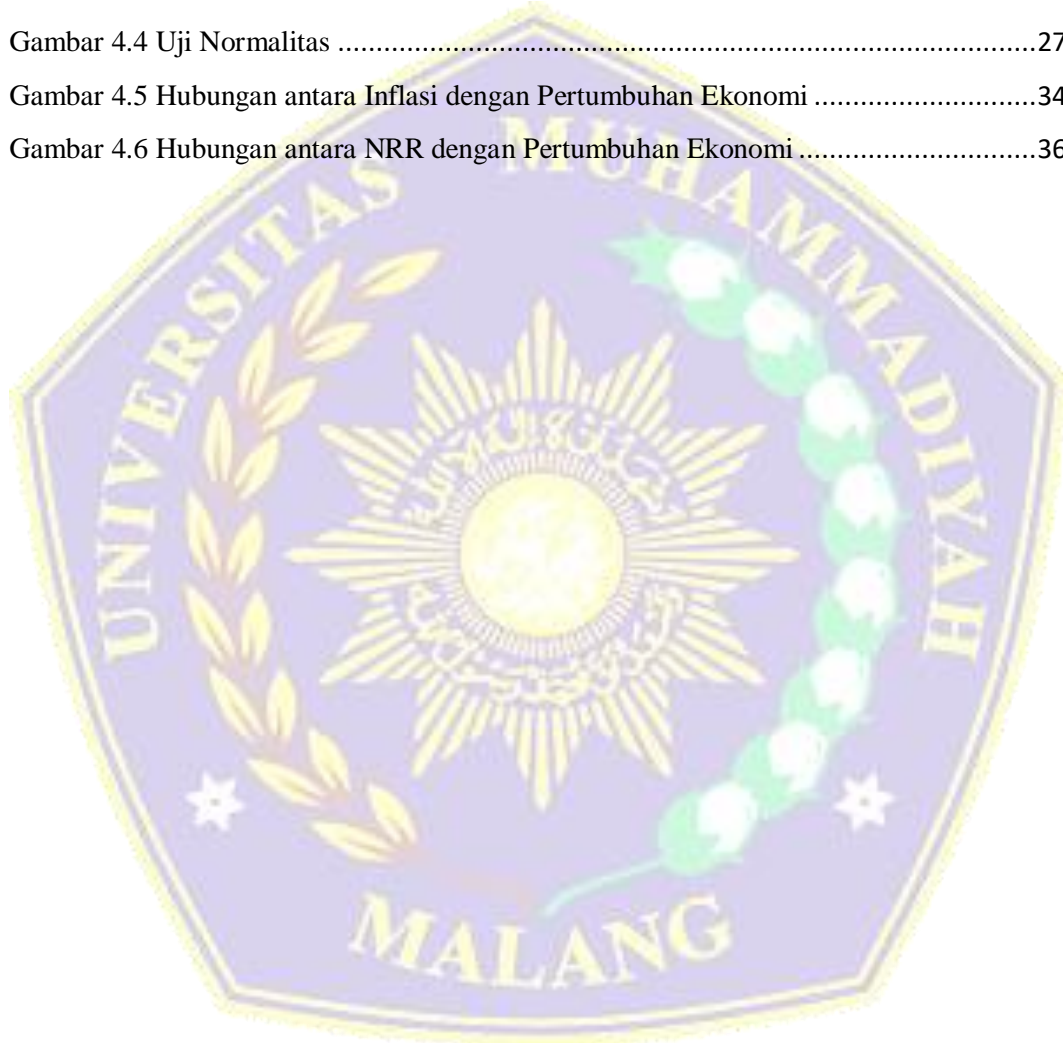 Gambar 4.4 Uji Normalitas ....................................................................................27
Gambar 4.5 Hubungan antara Inflasi dengan Pertumbuhan Ekonomi ...........................34
Gambar 4.6 Hubungan antara NRR dengan Pertumbuhan Ekonomi .............................36
UNIVERSITAS MUHAMMADIYAH
MALANG